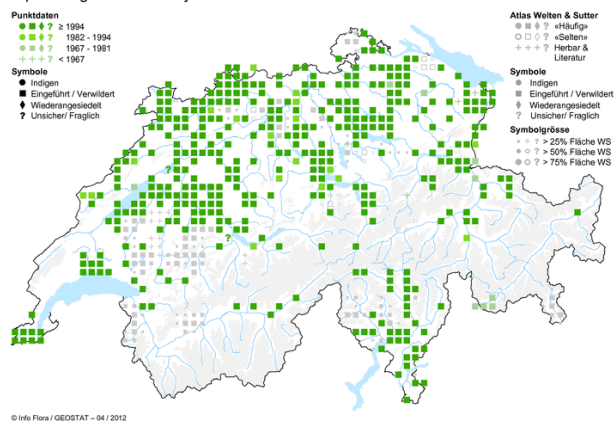 Punktdaten
≥ 1994
1982 - 1994
1967 - 1981
< 1967
Symbole
Indigen
Eingeführt / Verwildert
Wiederangesiedelt
? Unsicher/ Fraglich
Atlas Welten & Sutter
«Häufig»
«Selten»
Herbar &
Literatur
Symbole
Indigen
Eingeführt / Verwildert
Wiederangesiedelt
? Unsicher/ Fraglich
Symbolgrösse
? > 25% Fläche WS
? > 50% Fläche WS
? > 75% Fläche WS
© Info Flora / GEOSTAT – 04 / 2012